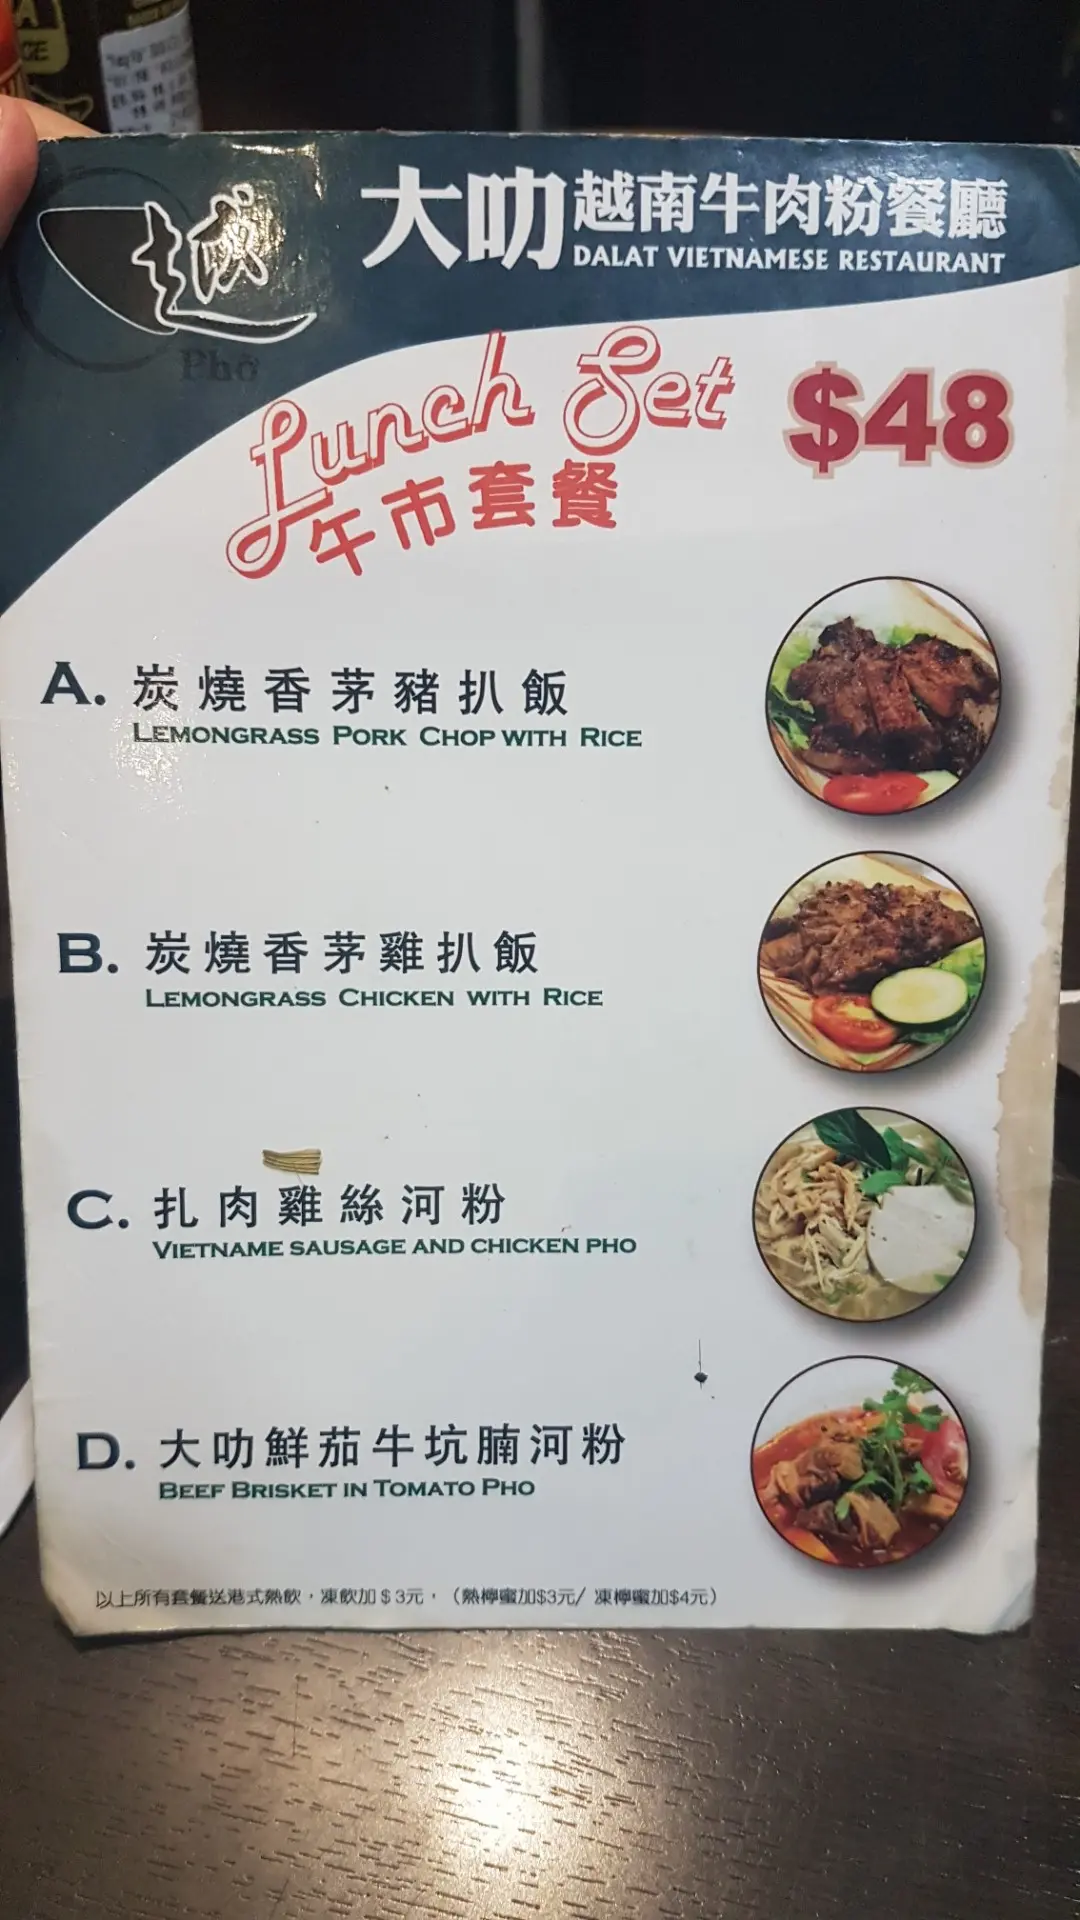 越
Phở
大叻越南牛肉粉餐廳
DALAT VIETNAMESE RESTAURANT
Lunch Set
午市套餐
$48
A. 炭燒香茅豬扒飯
LEMONGRASS PORK CHOP WITH RICE
B. 炭燒香茅雞扒飯
LEMONGRASS CHICKEN WITH RICE
C. 扎肉雞絲河粉
VIETNAME SAUSAGE AND CHICKEN PHO
D. 大叻鮮茄牛坑腩河粉
BEEF BRISKET IN TOMATO PHO
以上所有套餐送港式熱飲，凍飲加$3元，（熱檸蜜加$3元/ 凍檸蜜加$4元）